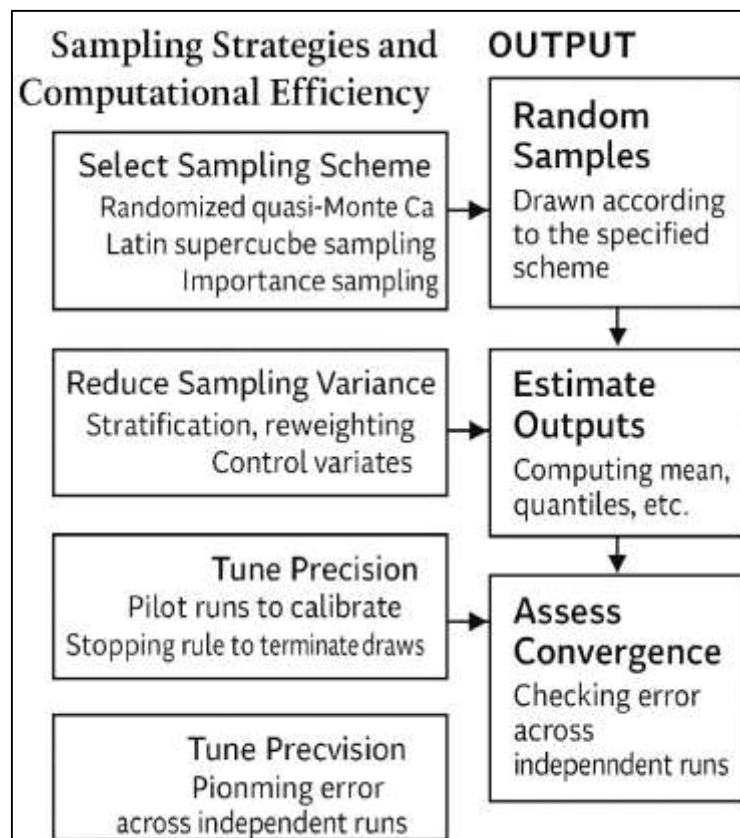 Sampling Strategies and
Computational Efficiency
Select Sampling Scheme
Randomized quasi-Monte Ca
Latin supercucbe sampling
Importance sampling
Reduce Sampling Variance
Stratification, reweighting
Control variates
Tune Precision
Pilot runs to calibrate
Stopping rule to terminate draws
Tune Precvision
Pionming error
across independent runs
OUTPUT
Random
Samples
Drawn according
to the specified
scheme
Estimate
Outputs
Computing mean,
quantiles, etc.
Assess
Convergence
Checking error
across
indepenndent runs